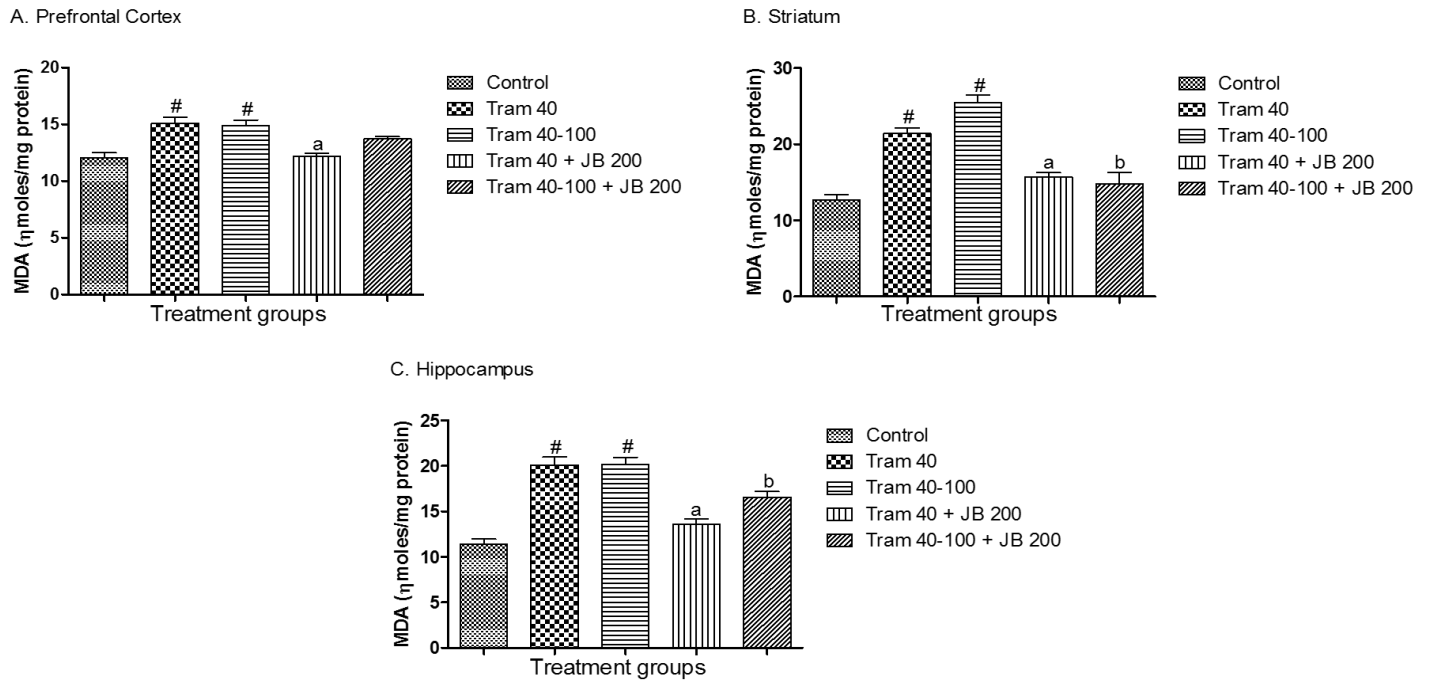 A. Prefrontal Cortex
MDA (ηmoles/mg protein)
20
15
10
5
0
#
#
a
Treatment groups
Control
Tram 40
Tram 40-100
Tram 40 + JB 200
Tram 40-100 + JB 200
B. Striatum
MDA (ηmoles/mg protein)
30
20
10
0
#
#
a
b
Treatment groups
Control
Tram 40
Tram 40-100
Tram 40 + JB 200
Tram 40-100 + JB 200
C. Hippocampus
MDA (ηmoles/mg protein)
25
20
15
10
5
0
#
#
a
b
Treatment groups
Control
Tram 40
Tram 40-100
Tram 40 + JB 200
Tram 40-100 + JB 200